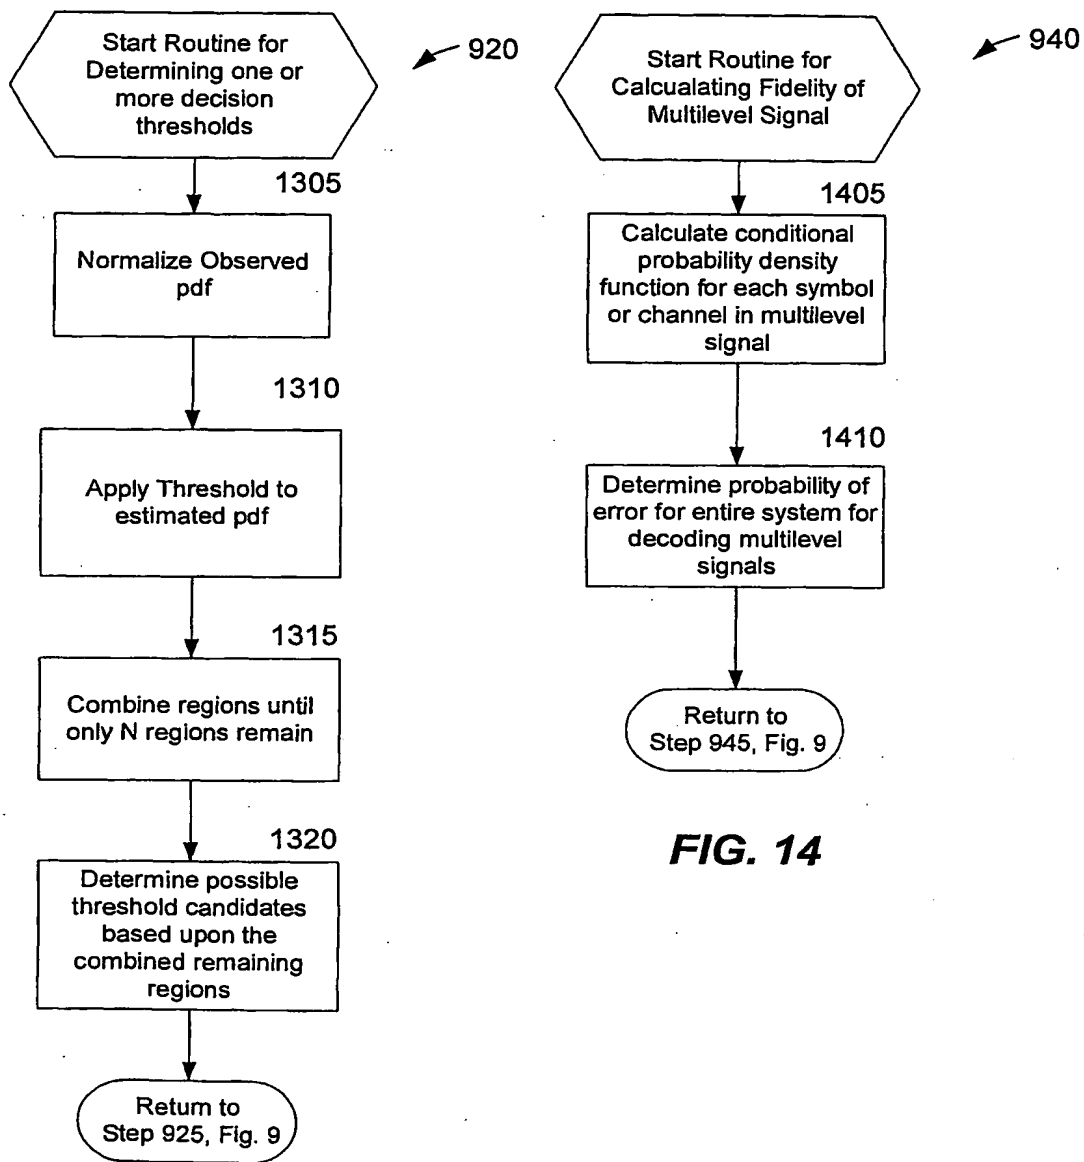 Start Routine for
Determining one or
more decision
thresholds
920
1305
Normalize Observed
pdf
1310
Apply Threshold to
estimated pdf
1315
Combine regions until
only N regions remain
1320
Determine possible
threshold candidates
based upon the
combined remaining
regions
Return to
Step 925, Fig. 9
Start Routine for
Calcualating Fidelity of
Multilevel Signal
940
1405
Calculate conditional
probability density
function for each symbol
or channel in multilevel
signal
1410
Determine probability of
error for entire system for
decoding multilevel
signals
Return to
Step 945, Fig. 9
FIG. 14